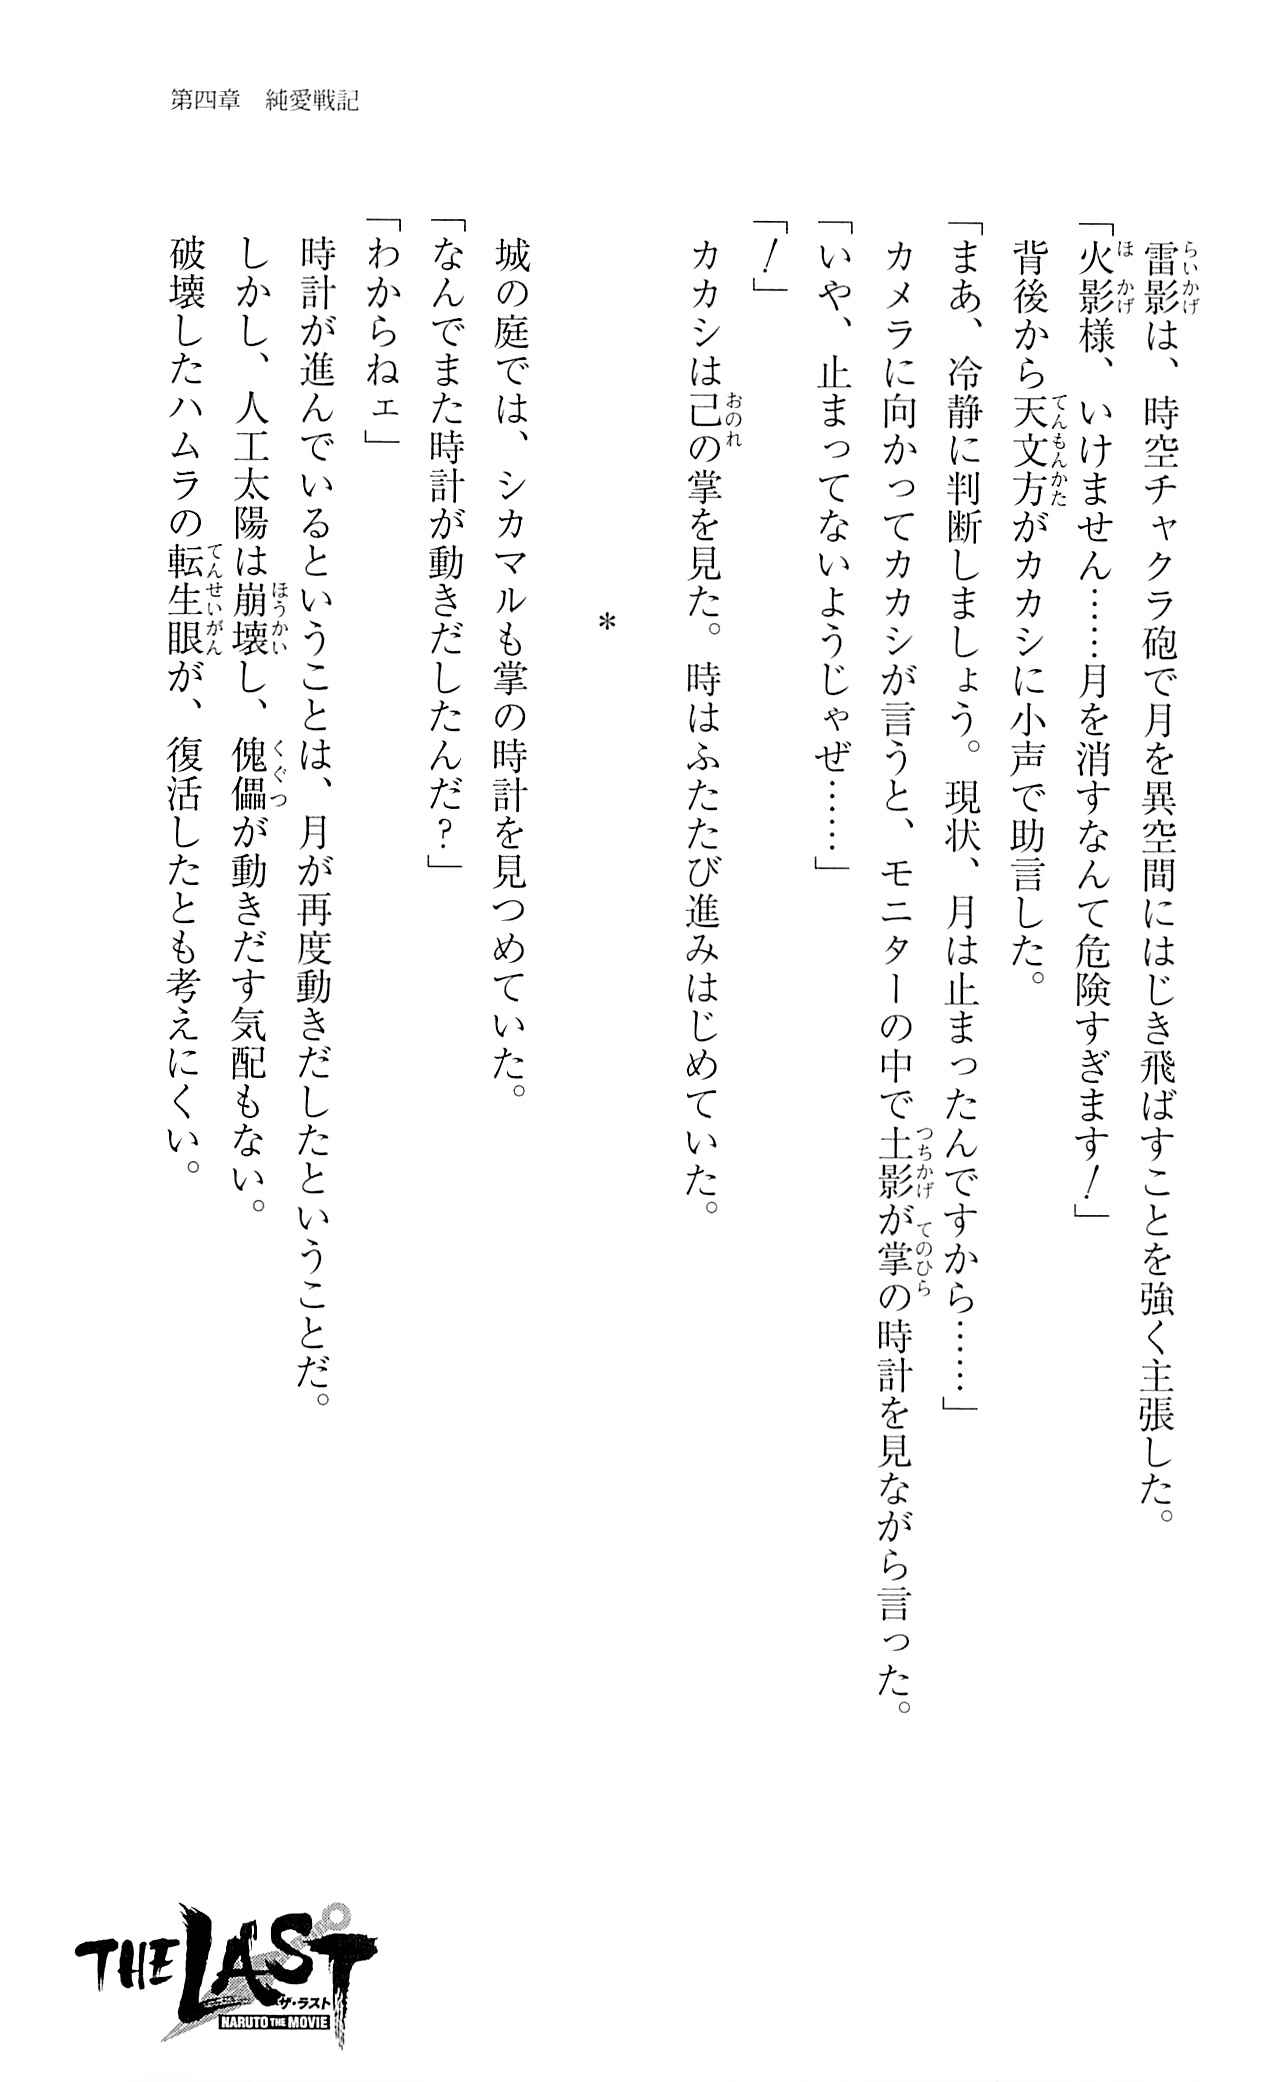 第四章　純愛戦記
雷影は、時空チャクラ砲で月を異空間にはじき飛ばすことを強く主張した。
「火影様、いけません……月を消すなんて危険すぎます！」
背後から天文方がカカシに小声で助言した。
「まあ、冷静に判断しましょう。現状、月は止まったんですから……」
カメラに向かってカカシが言うと、モニターの中で土影が掌の時計を見ながら言った。
「いや、止まってないようじゃぜ……」
「！」
カカシは己の掌を見た。時はふたたび進みはじめていた。
＊
城の庭では、シカマルも掌の時計を見つめていた。
「なんでまた時計が動きだしたんだ？」
「わからねェ」
時計が進んでいるということは、月が再度動きだしたということだ。
しかし、人工太陽は崩壊し、傀儡が動きだす気配もない。
破壊したハムラの転生眼が、復活したとも考えにくい。
THE LAST
ザ・ラスト
NARUTO THE MOVIE